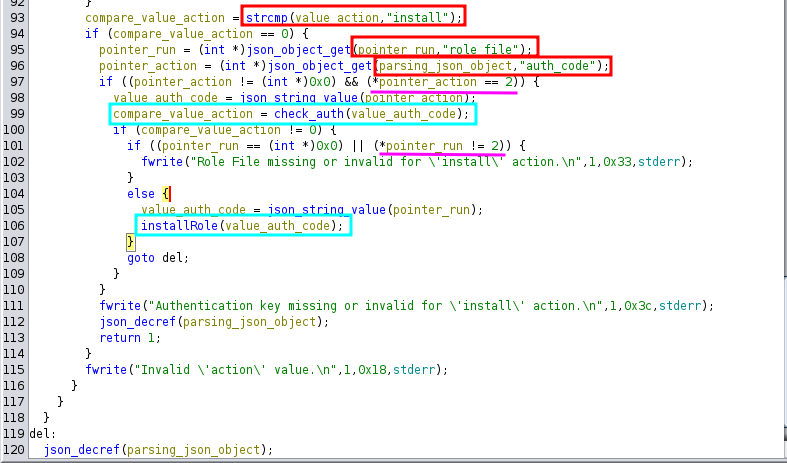 92 }
93 compare_value_action = strcmp(value_action,"install");
94 if (compare_value_action == 0) {
95 pointer_run = (int *)json_object_get(pointer_run,"role_file");
96 pointer_action = (int *)json_object_get(parsing_json_object,"auth_code");
97 if ((pointer_action != (int *)0x0) && (*pointer_action == 2)) {
98 value_auth_code = json_string_value(pointer_action);
99 compare_value_action = check_auth(value_auth_code);
100 if (compare_value_action != 0) {
101 if ((pointer_run == (int *)0x0) || (*pointer_run != 2)) {
102 fwrite("Role File missing or invalid for \'install\' action.\n",1,0x33,stderr);
103 }
104 else {
105 value_auth_code = json_string_value(pointer_run);
106 installRole(value_auth_code);
107 }
108 goto del;
109 }
110 }
111 fwrite("Authentication key missing or invalid for \'install\' action.\n",1,0x3c,stderr);
112 json_decref(parsing_json_object);
113 return 1;
114 }
115 fwrite("Invalid \'action\' value.\n",1,0x18,stderr);
116 }
117 }
118 }
119 del:
120 json_decref(parsing_json_object);